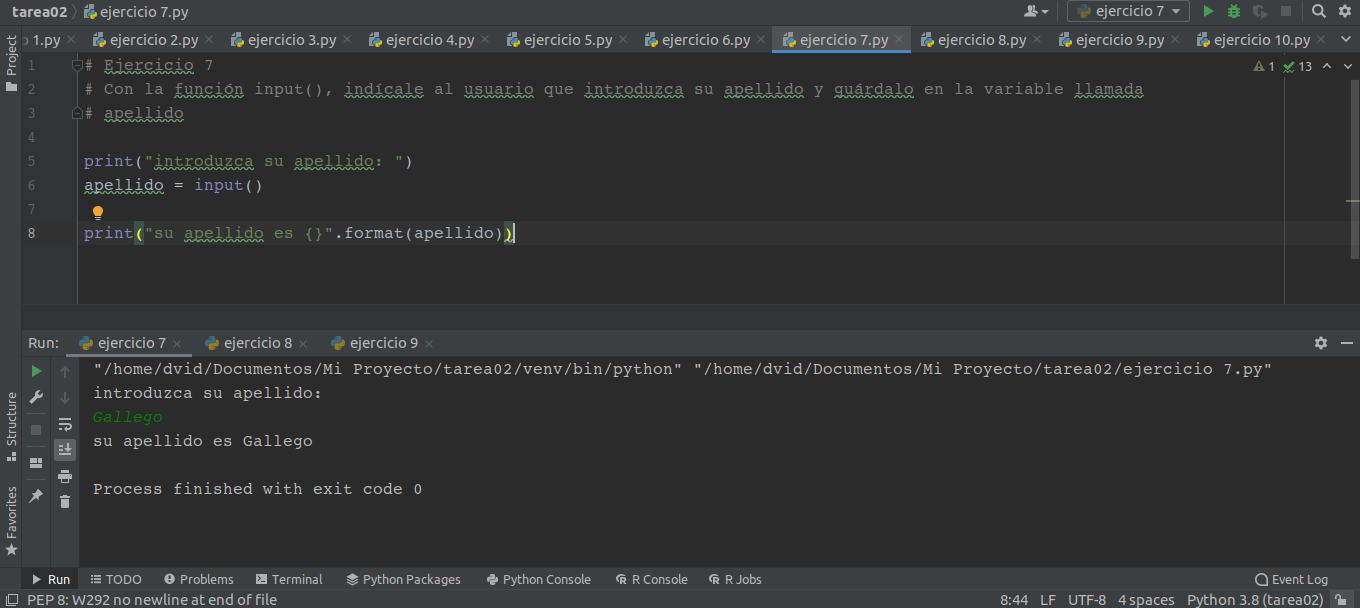 tarea02 ejercicio 7.py ejercicio 7
Project 1.py ejercicio 2.py ejercicio 3.py ejercicio 4.py ejercicio 5.py ejercicio 6.py ejercicio 7.py ejercicio 8.py ejercicio 9.py ejercicio 10.py
1 # Ejercicio 7 1 13
2 # Con la función input(), indícale al usuario que introduzca su apellido y guárdalo en la variable llamada
3 # apellido
4
5 print("introduzca su apellido: ")
6 apellido = input()
7
8 print("su apellido es {}".format(apellido))
Run: ejercicio 7 ejercicio 8 ejercicio 9
"/home/dvid/Documentos/Mi Proyecto/tarea02/venv/bin/python" "/home/dvid/Documentos/Mi Proyecto/tarea02/ejercicio 7.py"
introduzca su apellido:
Gallego
su apellido es Gallego
Process finished with exit code 0
Structure
Favorites
Run TODO Problems Terminal Python Packages Python Console R Console R Jobs Event Log
PEP 8: W292 no newline at end of file 8:44 LF UTF-8 4 spaces Python 3.8 (tarea02)